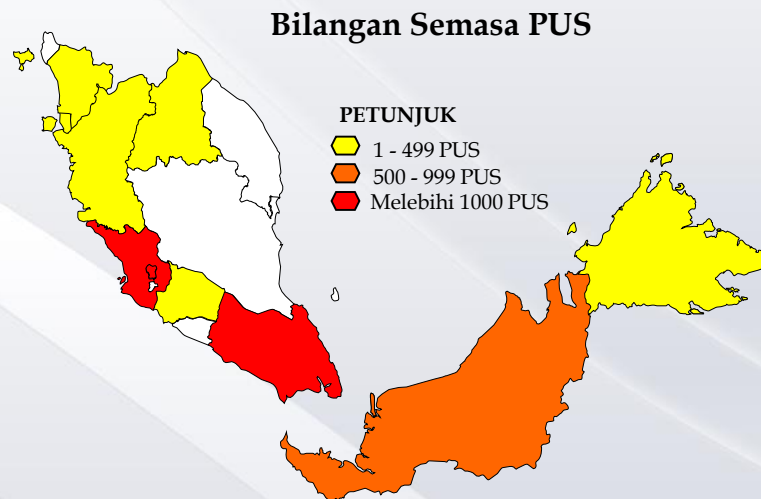 Bilangan Semasa PUS
PETUNJUK
1 - 499 PUS
500 - 999 PUS
Melebihi 1000 PUS